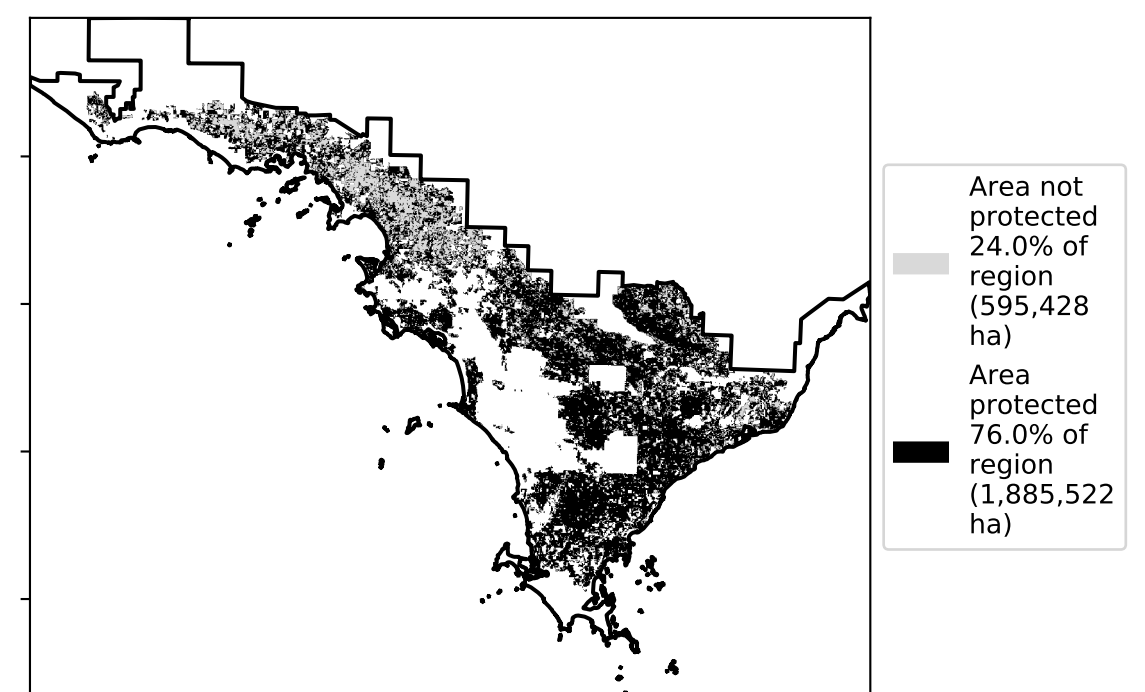 Area not
protected
24.0% of
region
(595,428
ha)
Area
protected
76.0% of
region
(1,885,522
ha)